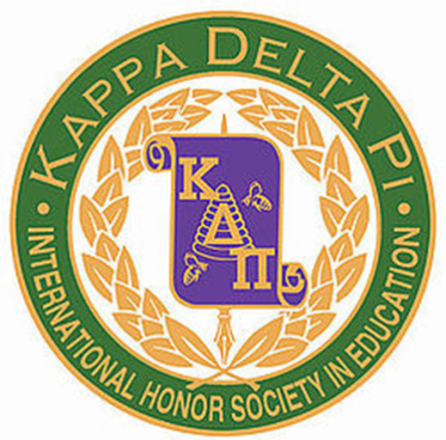 KAPPA DELTA PI
ΚΔΠ
INTERNATIONAL HONOR SOCIETY IN EDUCATION